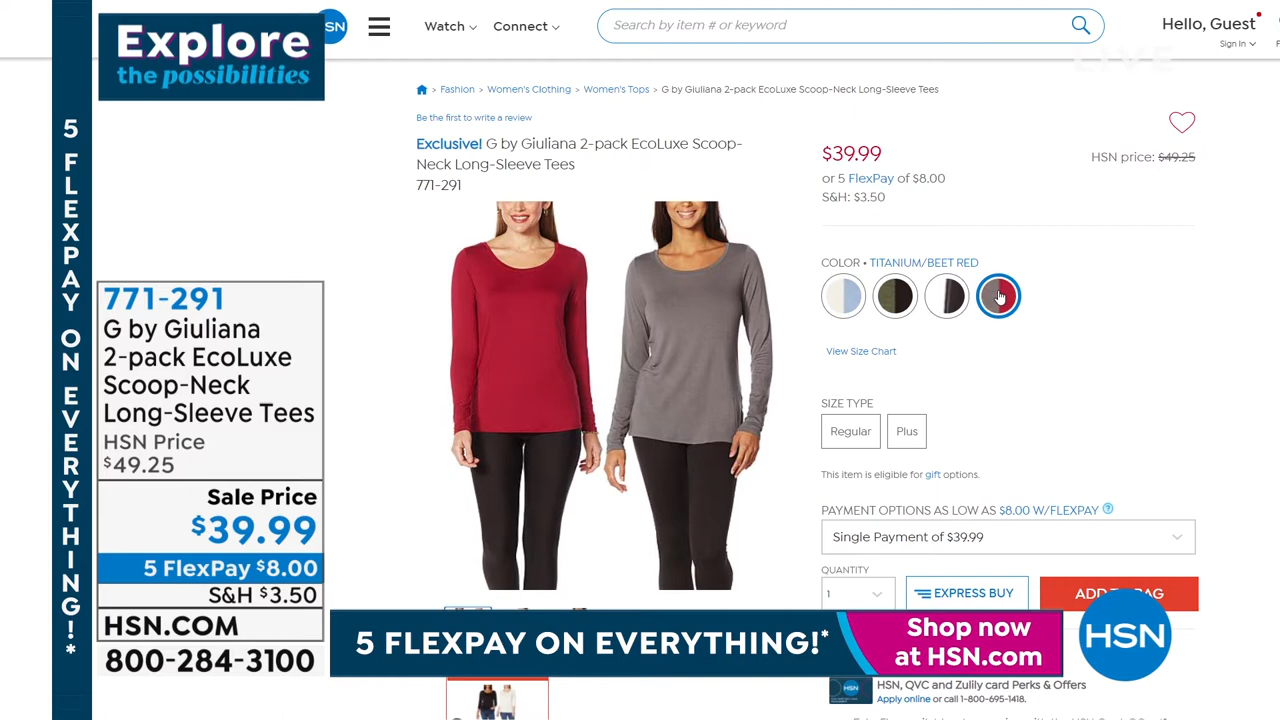 Explore
the possibilities
5 FLEXPAY ON EVERYTHING!*
771-291
G by Giuliana
2-pack EcoLuxe
Scoop-Neck
Long-Sleeve Tees
HSN Price
$49.25
Sale Price
$39.99
5 FlexPay $8.00
S&H $3.50
HSN.COM
800-284-3100
SN
Watch
Connect
Search by item # or keyword
Hello, Guest
Sign In
LIVE
Fashion > Women's Clothing > Women's Tops > G by Giuliana 2-pack EcoLuxe Scoop-Neck Long-Sleeve Tees
Be the first to write a review
Exclusive! G by Giuliana 2-pack EcoLuxe Scoop-
Neck Long-Sleeve Tees
771-291
$39.99
HSN price: $49.25
or 5 FlexPay of $8.00
S&H: $3.50
COLOR • TITANIUM/BEET RED
View Size Chart
SIZE TYPE
Regular
Plus
This item is eligible for gift options.
PAYMENT OPTIONS AS LOW AS $8.00 W/FLEXPAY ?
Single Payment of $39.99
QUANTITY
1
EXPRESS BUY
ADD TO BAG
5 FLEXPAY ON EVERYTHING!*
Shop now
at HSN.com
HSN
HSN
HSN, QVC and Zulily card Perks & Offers
Apply online or call 1-800-695-1418.